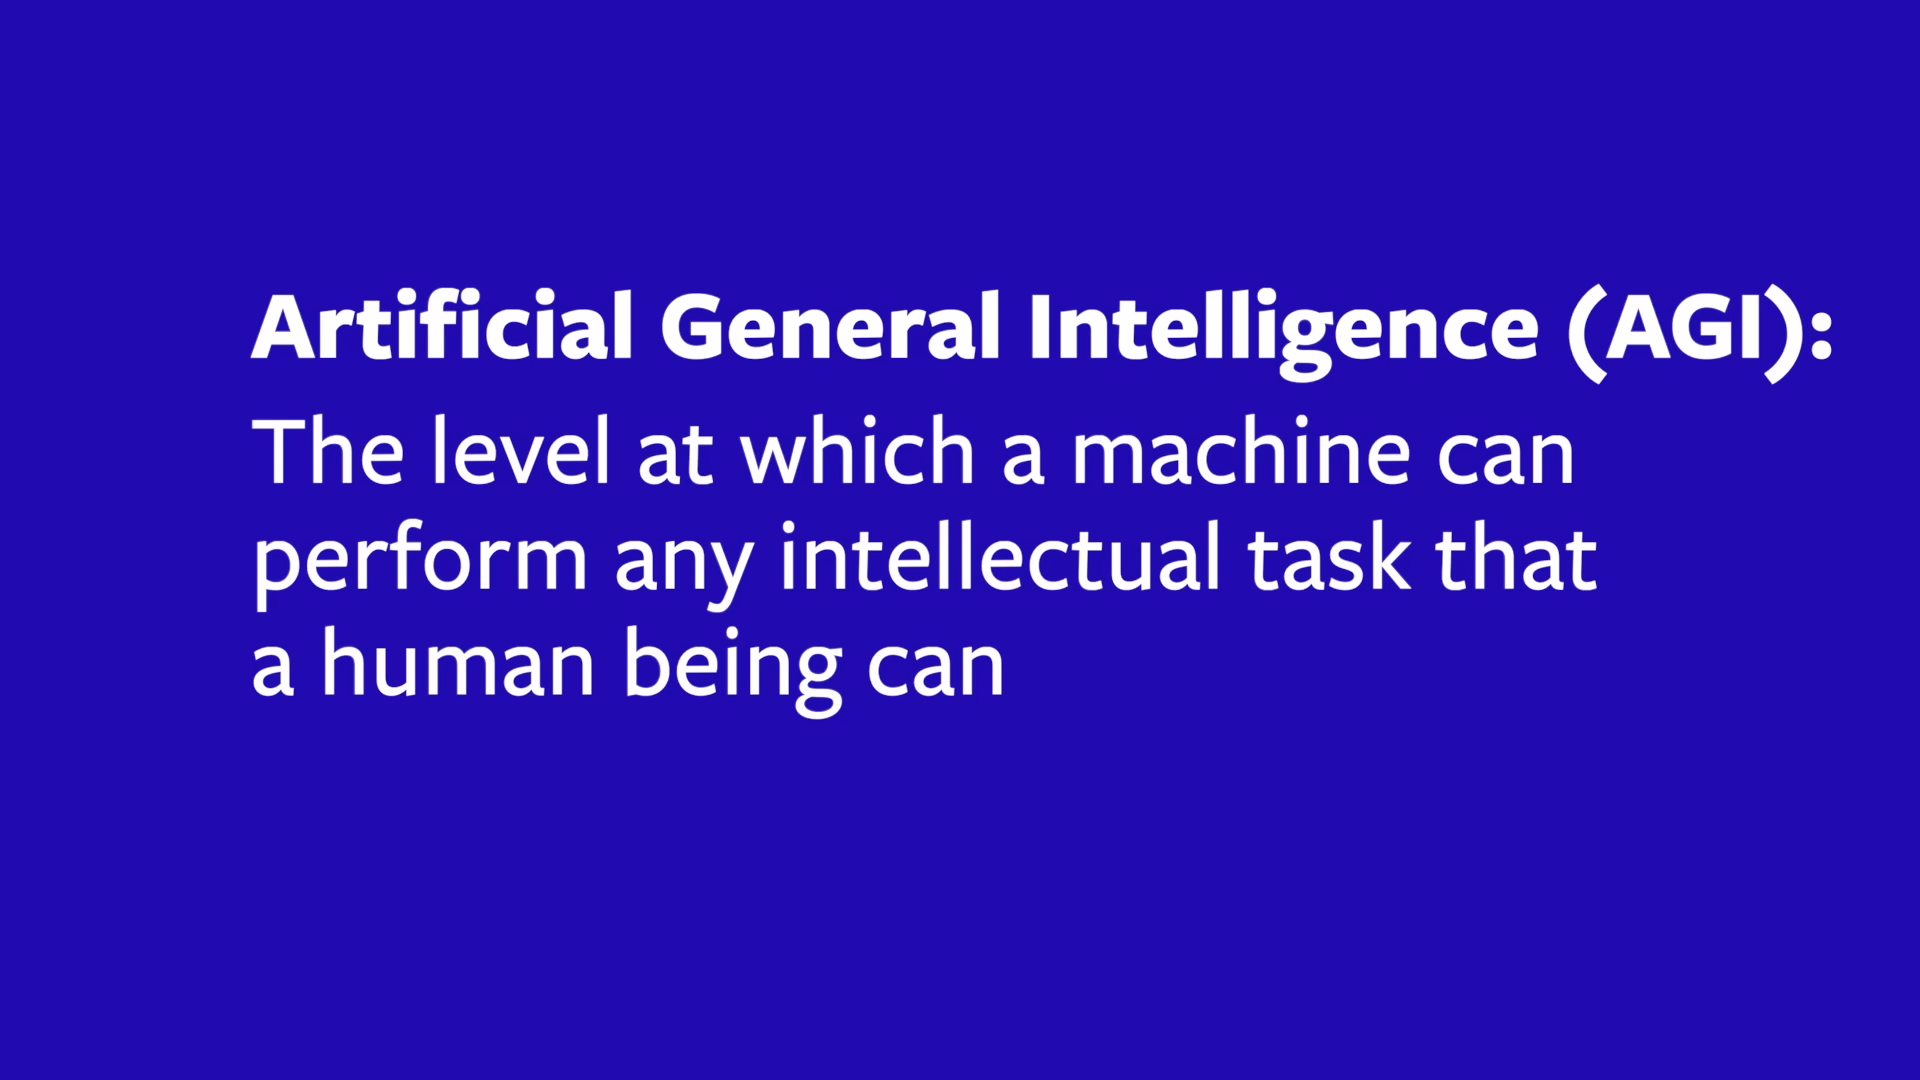 Artificial General Intelligence (AGI):
The level at which a machine can
perform any intellectual task that
a human being can